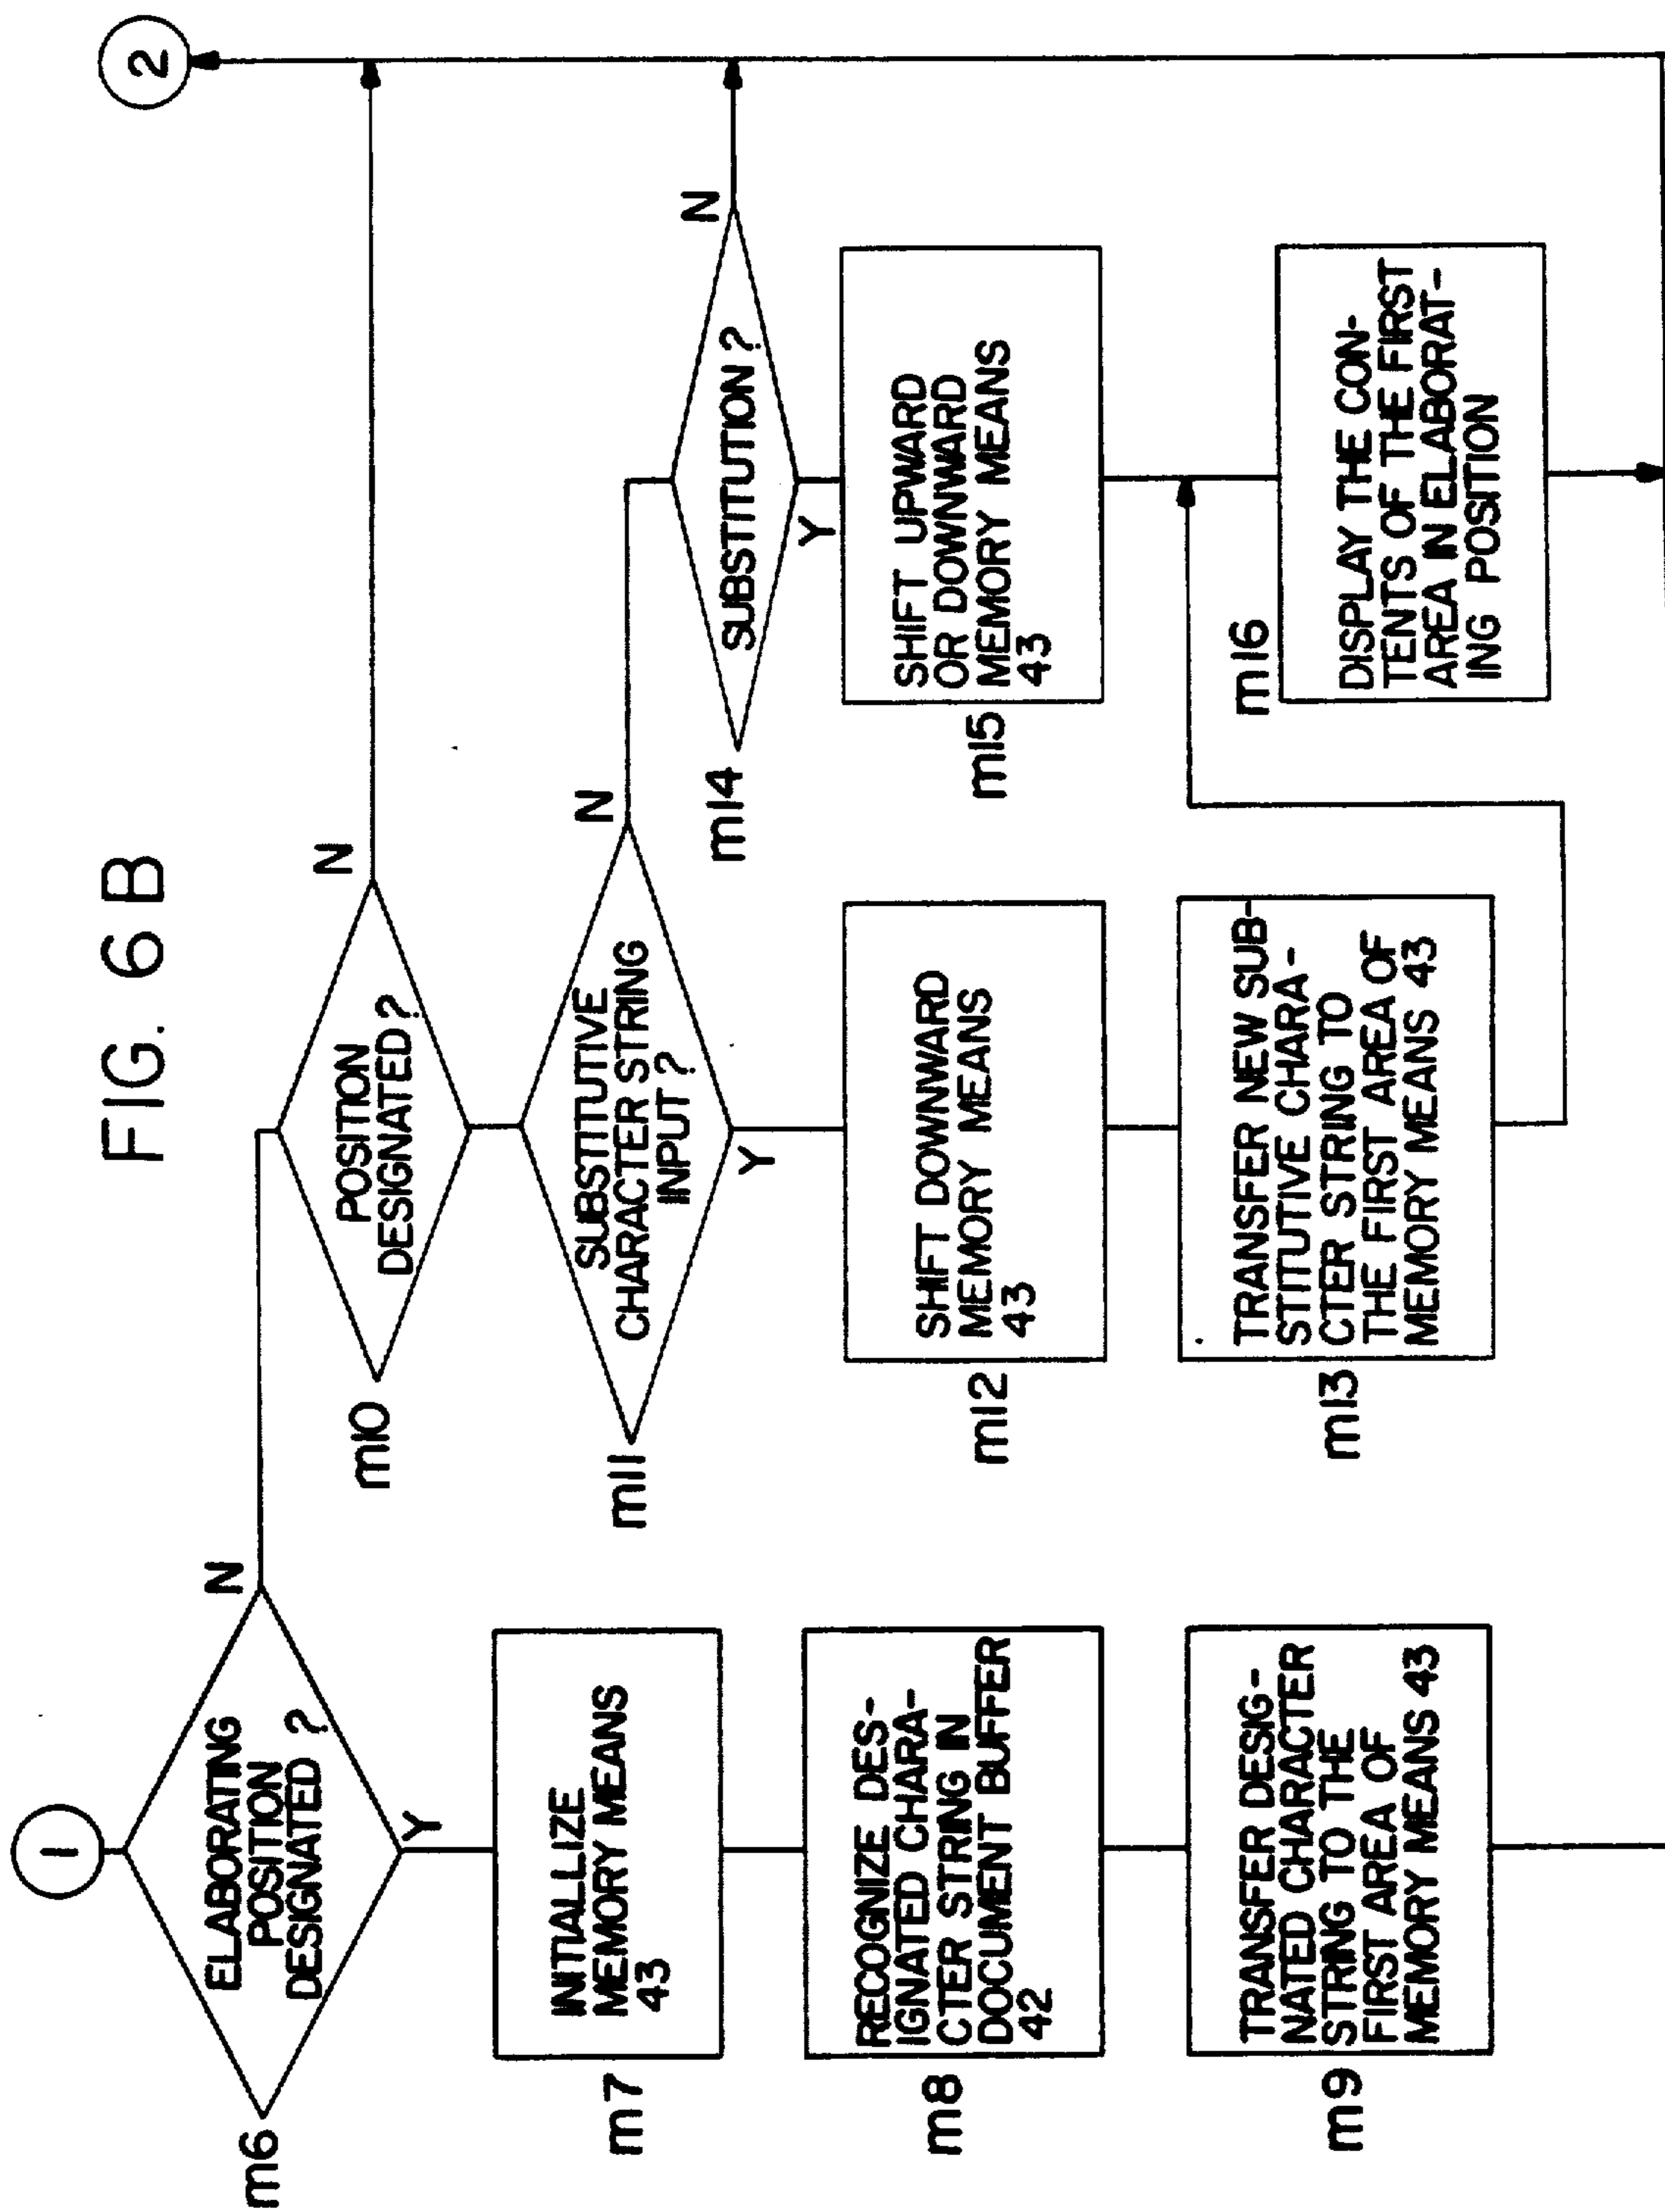 FIG. 6 B
1
ELABORATING
POSITION
DESIGNATED ?
m6
N
Y
INITIALLIZE
MEMORY MEANS
43
m7
RECOGNIZE DES-
IGNATED CHARA-
CTER STRING IN
DOCUMENT BUFFER
42
m8
TRANSFER DESIG-
NATED CHARACTER
STRING TO THE
FIRST AREA OF
MEMORY MEANS 43
m9
POSITION
DESIGNATED ?
m10
N
SUBSTITUTIVE
CHARACTER STRING
INPUT ?
m11
N
Y
SHIFT DOWNWARD
MEMORY MEANS
43
m12
TRANSFER NEW SUB-
STITUTIVE CHARA-
CTER STRING TO
THE FIRST AREA OF
MEMORY MEANS 43
m13
SUBSTITUTION ?
m14
N
Y
SHIFT UPWARD
OR DOWNWARD
MEMORY MEANS
43
m15
DISPLAY THE CON-
TENTS OF THE FIRST
AREA IN ELABORAT-
ING POSITION
m16
2